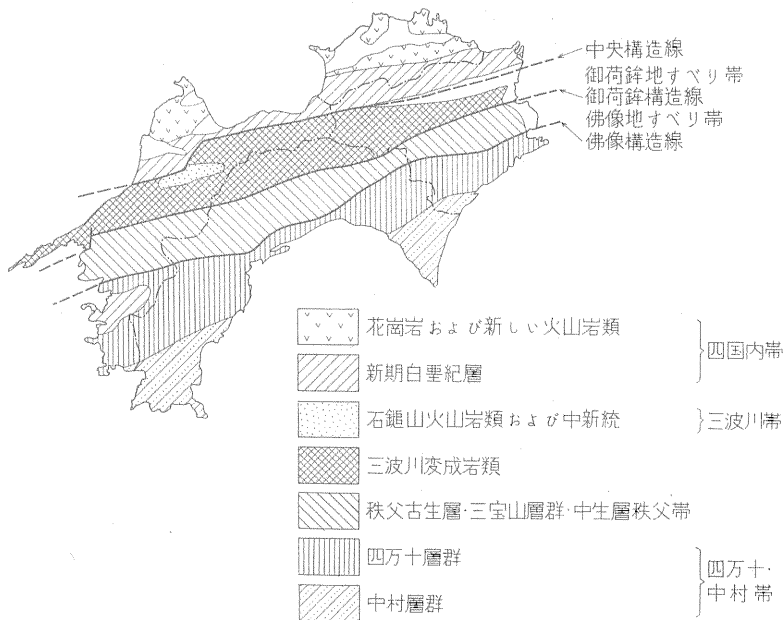 中央構造線
御荷鉾地すべり帯
御荷鉾構造線
佛像地すべり帯
佛像構造線
花崗岩および新しい火山岩類
新期白亜紀層
四国内帯
石鎚山火山岩類および中新統
三波川帯
三波川変成岩類
秩父古生層・三宝山層群・中生層秩父帯
四万十層群
中村層群
四万十・
中村帯